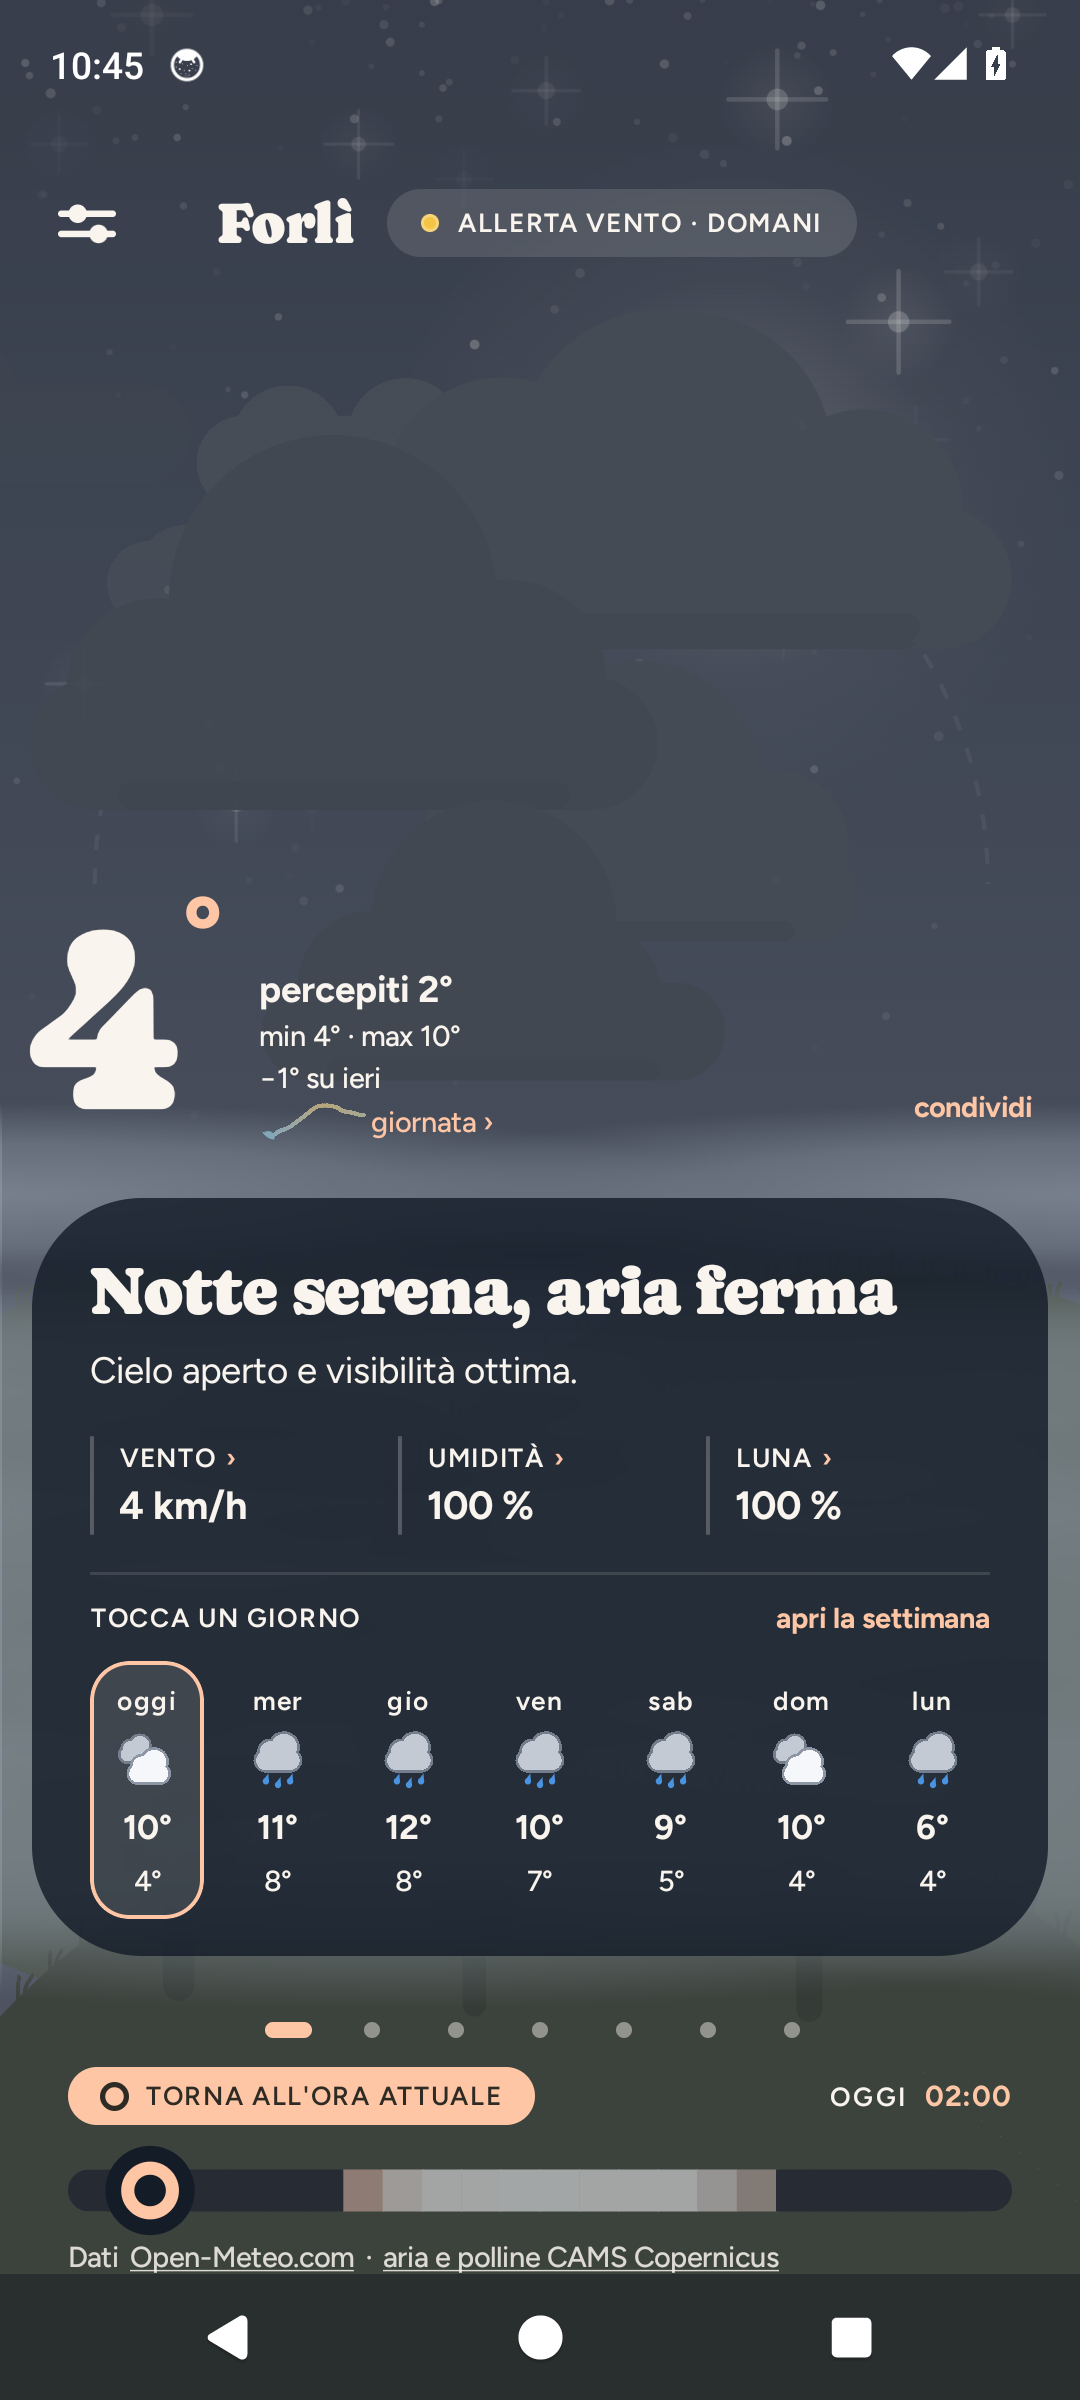 10:45
Forlì
ALLERTA VENTO · DOMANI
4°
percepiti 2°
min 4° · max 10°
−1° su ieri
giornata ›
condividi
Notte serena, aria ferma
Cielo aperto e visibilità ottima.
VENTO › UMIDITÀ › LUNA ›
4 km/h 100 % 100 %
TOCCA UN GIORNO
apri la settimana
oggi mer gio ven sab dom lun
10° 11° 12° 10° 9° 10° 6°
4° 8° 8° 7° 5° 4° 4°
TORNA ALL'ORA ATTUALE
OGGI 02:00
Dati Open-Meteo.com · aria e polline CAMS Copernicus